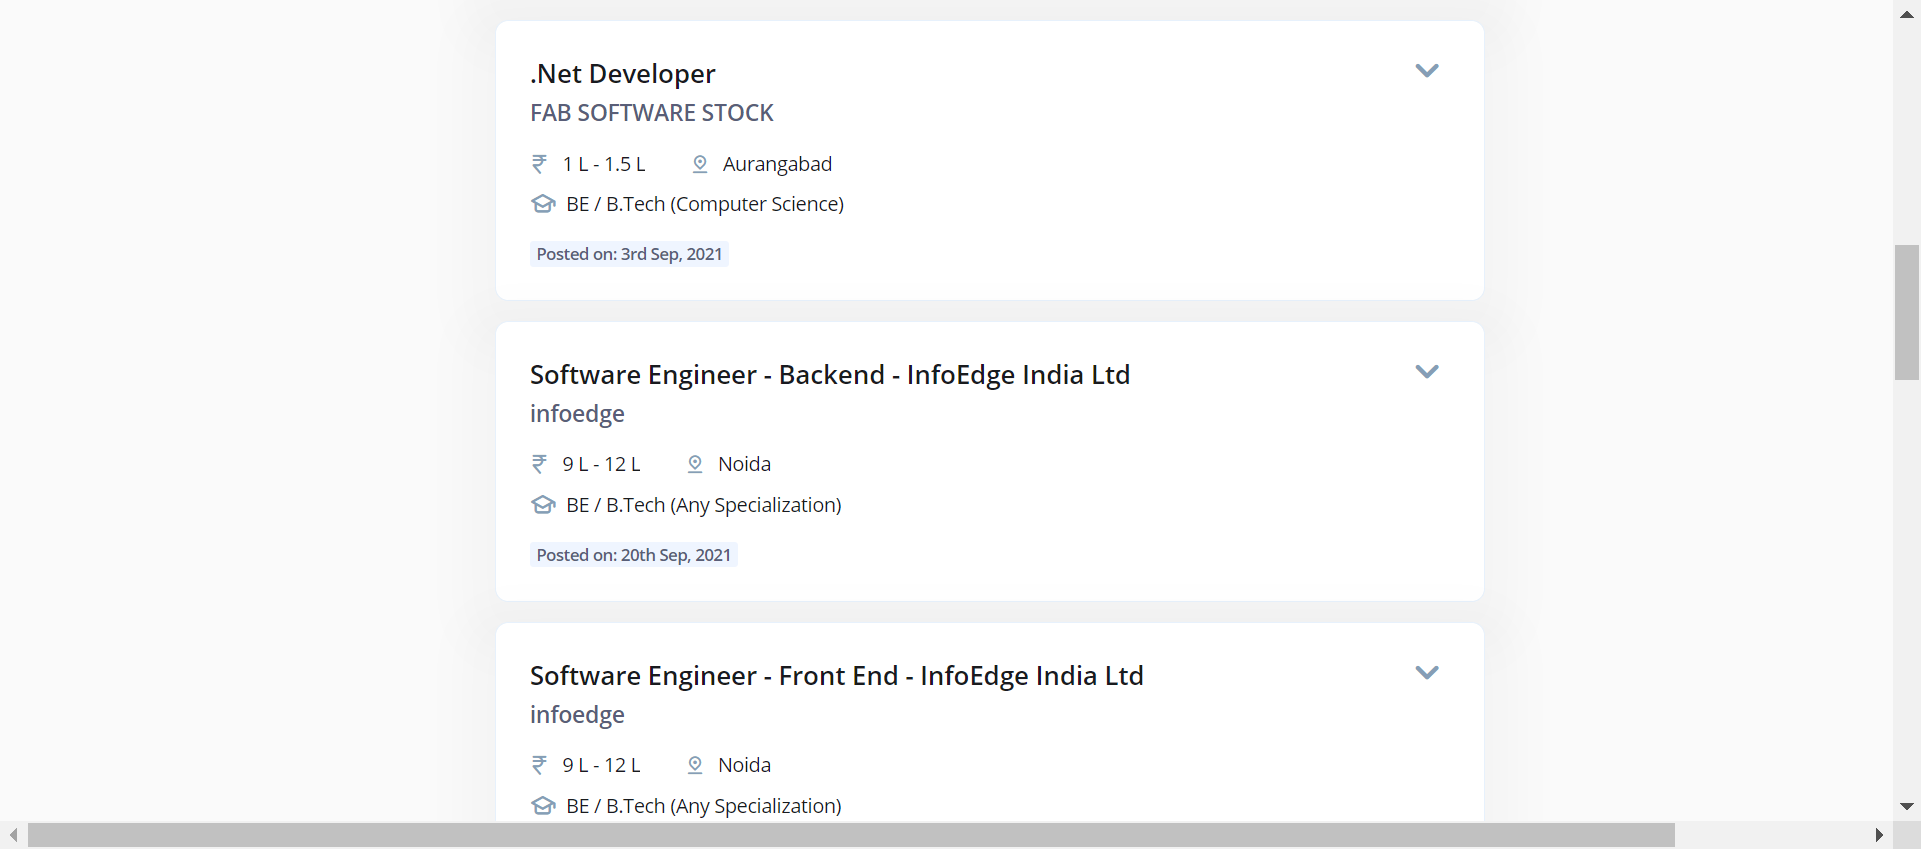 .Net Developer
FAB SOFTWARE STOCK
₹ 1 L - 1.5 L Aurangabad
BE / B.Tech (Computer Science)
Posted on: 3rd Sep, 2021
Software Engineer - Backend - InfoEdge India Ltd
infoedge
₹ 9 L - 12 L Noida
BE / B.Tech (Any Specialization)
Posted on: 20th Sep, 2021
Software Engineer - Front End - InfoEdge India Ltd
infoedge
₹ 9 L - 12 L Noida
BE / B.Tech (Any Specialization)